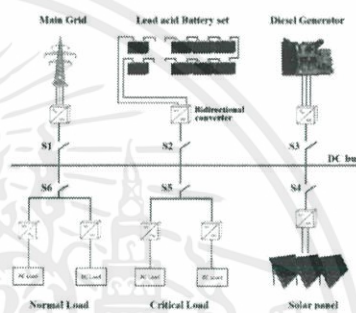 Main Grid
Lead acid Battery set
Diesel Generator
Bidirectional
converter
S1
S2
S3
DC bu
S6
S5
S4
AC Load
DC Load
AC Load
DC Load
Normal Load
Critical Load
Solar panel